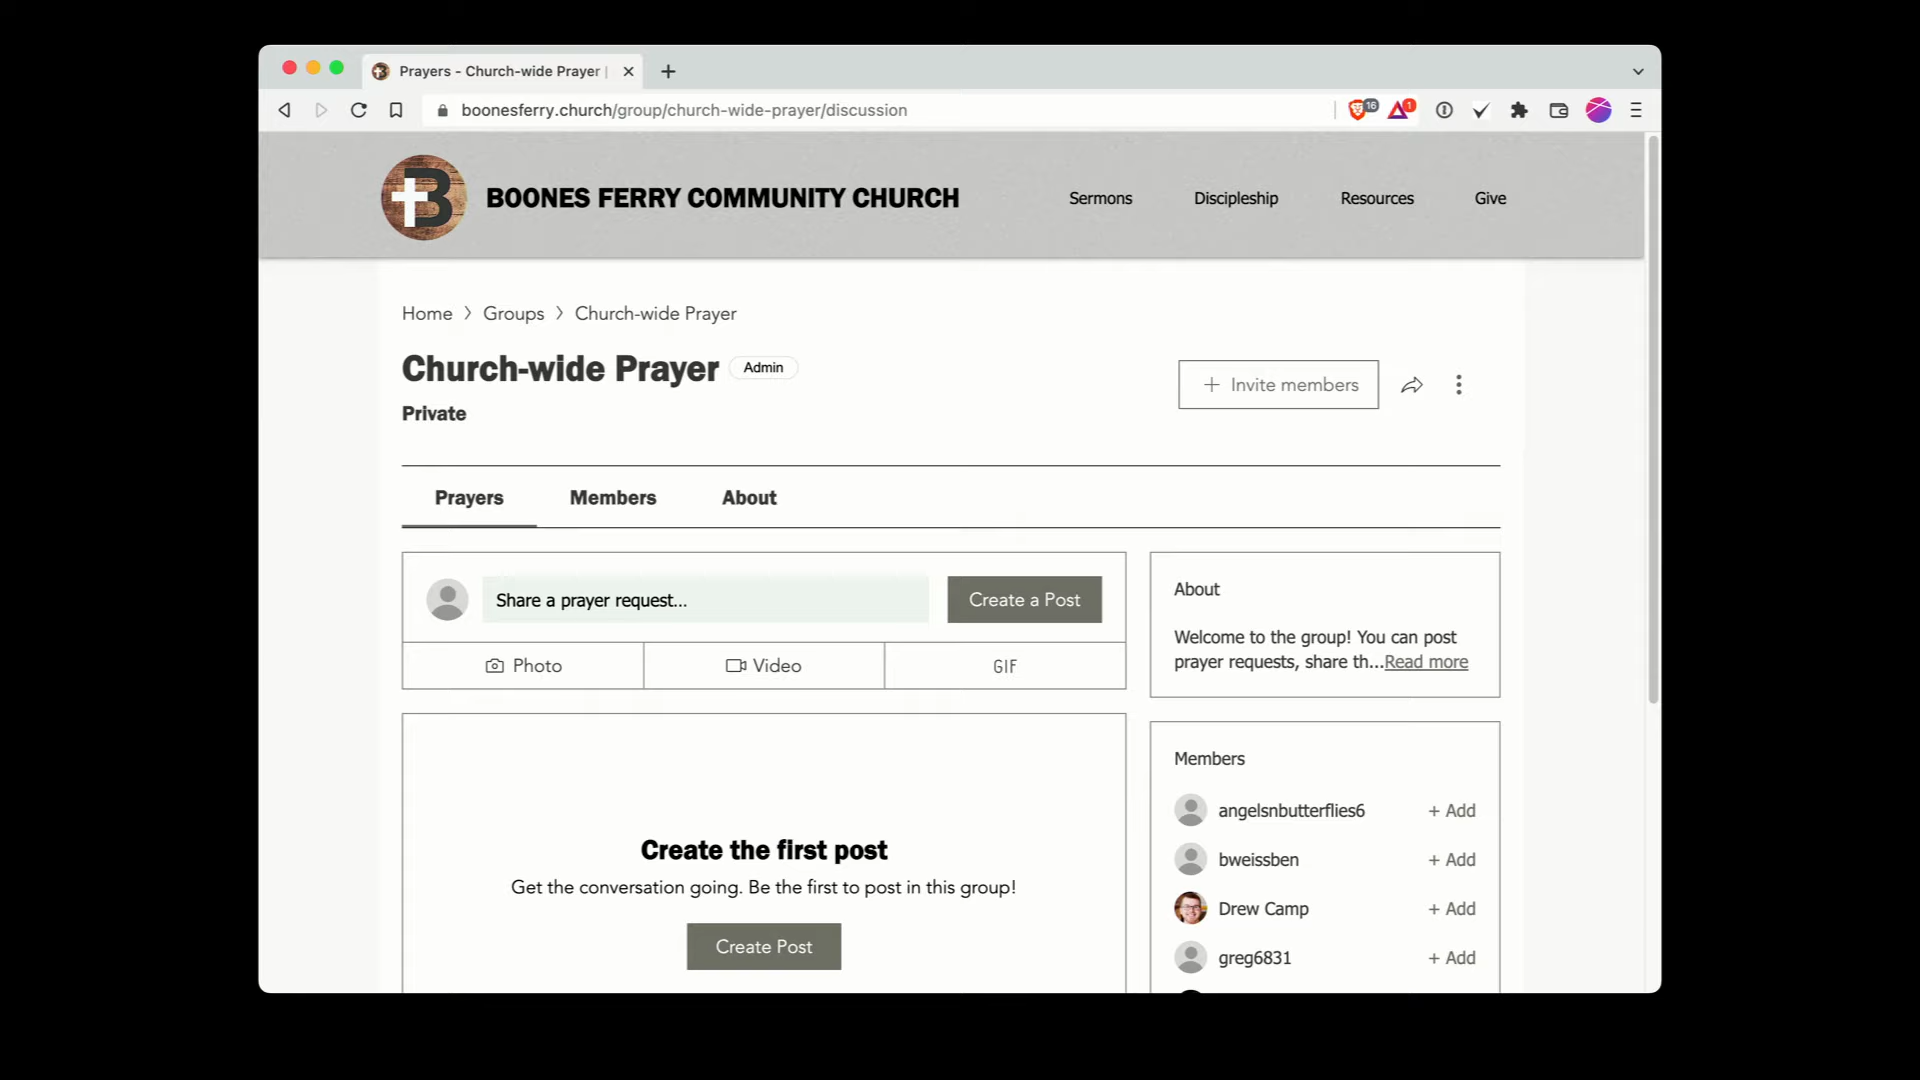 Prayers - Church-wide Prayer |
boonesferry.church/group/church-wide-prayer/discussion
16
1
B
BOONES FERRY COMMUNITY CHURCH
Sermons
Discipleship
Resources
Give
Home > Groups > Church-wide Prayer
Church-wide Prayer
Admin
Private
+ Invite members
Prayers
Members
About
Share a prayer request...
Create a Post
Photo
Video
GIF
About
Welcome to the group! You can post
prayer requests, share th...Read more
Create the first post
Get the conversation going. Be the first to post in this group!
Create Post
Members
angelsnbutterflies6
+ Add
bweissben
+ Add
Drew Camp
+ Add
greg6831
+ Add